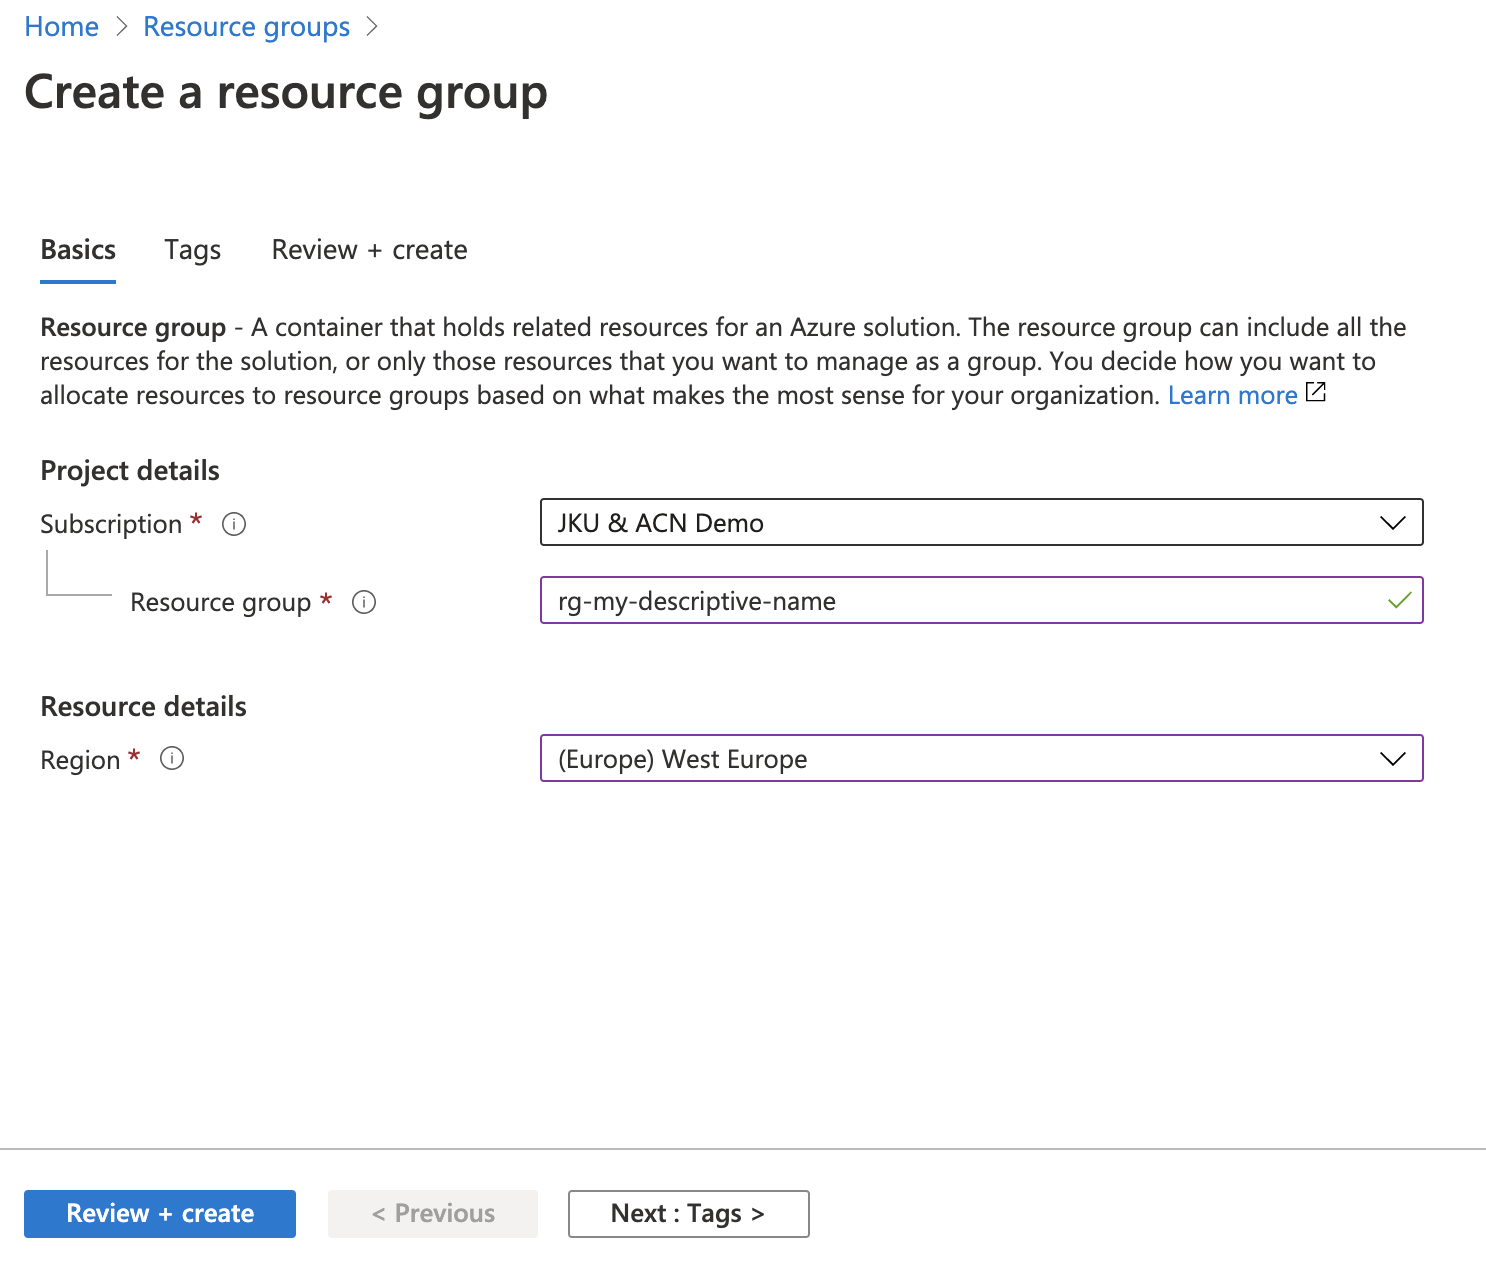 Home > Resource groups >
Create a resource group
Basics Tags Review + create
Resource group - A container that holds related resources for an Azure solution. The resource group can include all the
resources for the solution, or only those resources that you want to manage as a group. You decide how you want to
allocate resources to resource groups based on what makes the most sense for your organization. Learn more
Project details
Subscription * JKU & ACN Demo
Resource group * rg-my-descriptive-name
Resource details
Region * (Europe) West Europe
Review + create < Previous Next : Tags >